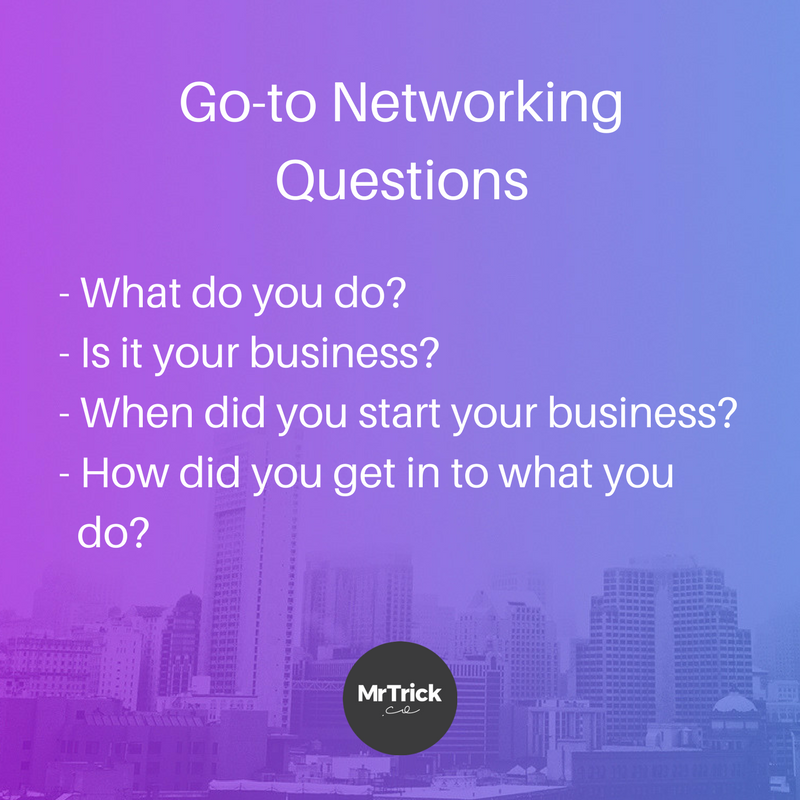 Go-to Networking
Questions
- What do you do?
- Is it your business?
- When did you start your business?
- How did you get in to what you
do?
MrTrick
.co